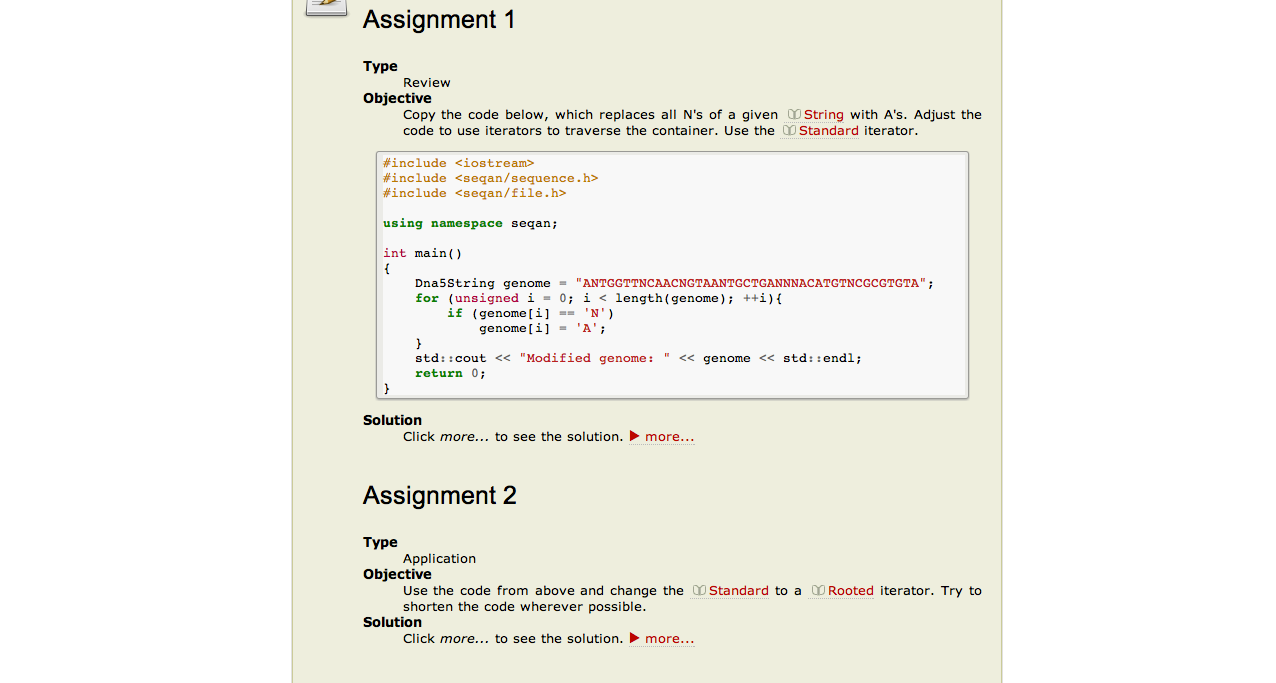 Assignment 1
Type
Review
Objective
Copy the code below, which replaces all N's of a given String with A's. Adjust the
code to use iterators to traverse the container. Use the Standard iterator.
#include <iostream>
#include <seqan/sequence.h>
#include <seqan/file.h>
using namespace seqan;
int main()
{
Dna5String genome = "ANTGGTTNCAACNGTAANTGCTGANNNACATGTNCGCGTGTA";
for (unsigned i = 0; i < length(genome); ++i){
if (genome[i] == 'N')
genome[i] = 'A';
}
std::cout << "Modified genome: " << genome << std::endl;
return 0;
}
Solution
Click more... to see the solution. more...
Assignment 2
Type
Application
Objective
Use the code from above and change the Standard to a Rooted iterator. Try to
shorten the code wherever possible.
Solution
Click more... to see the solution. more...